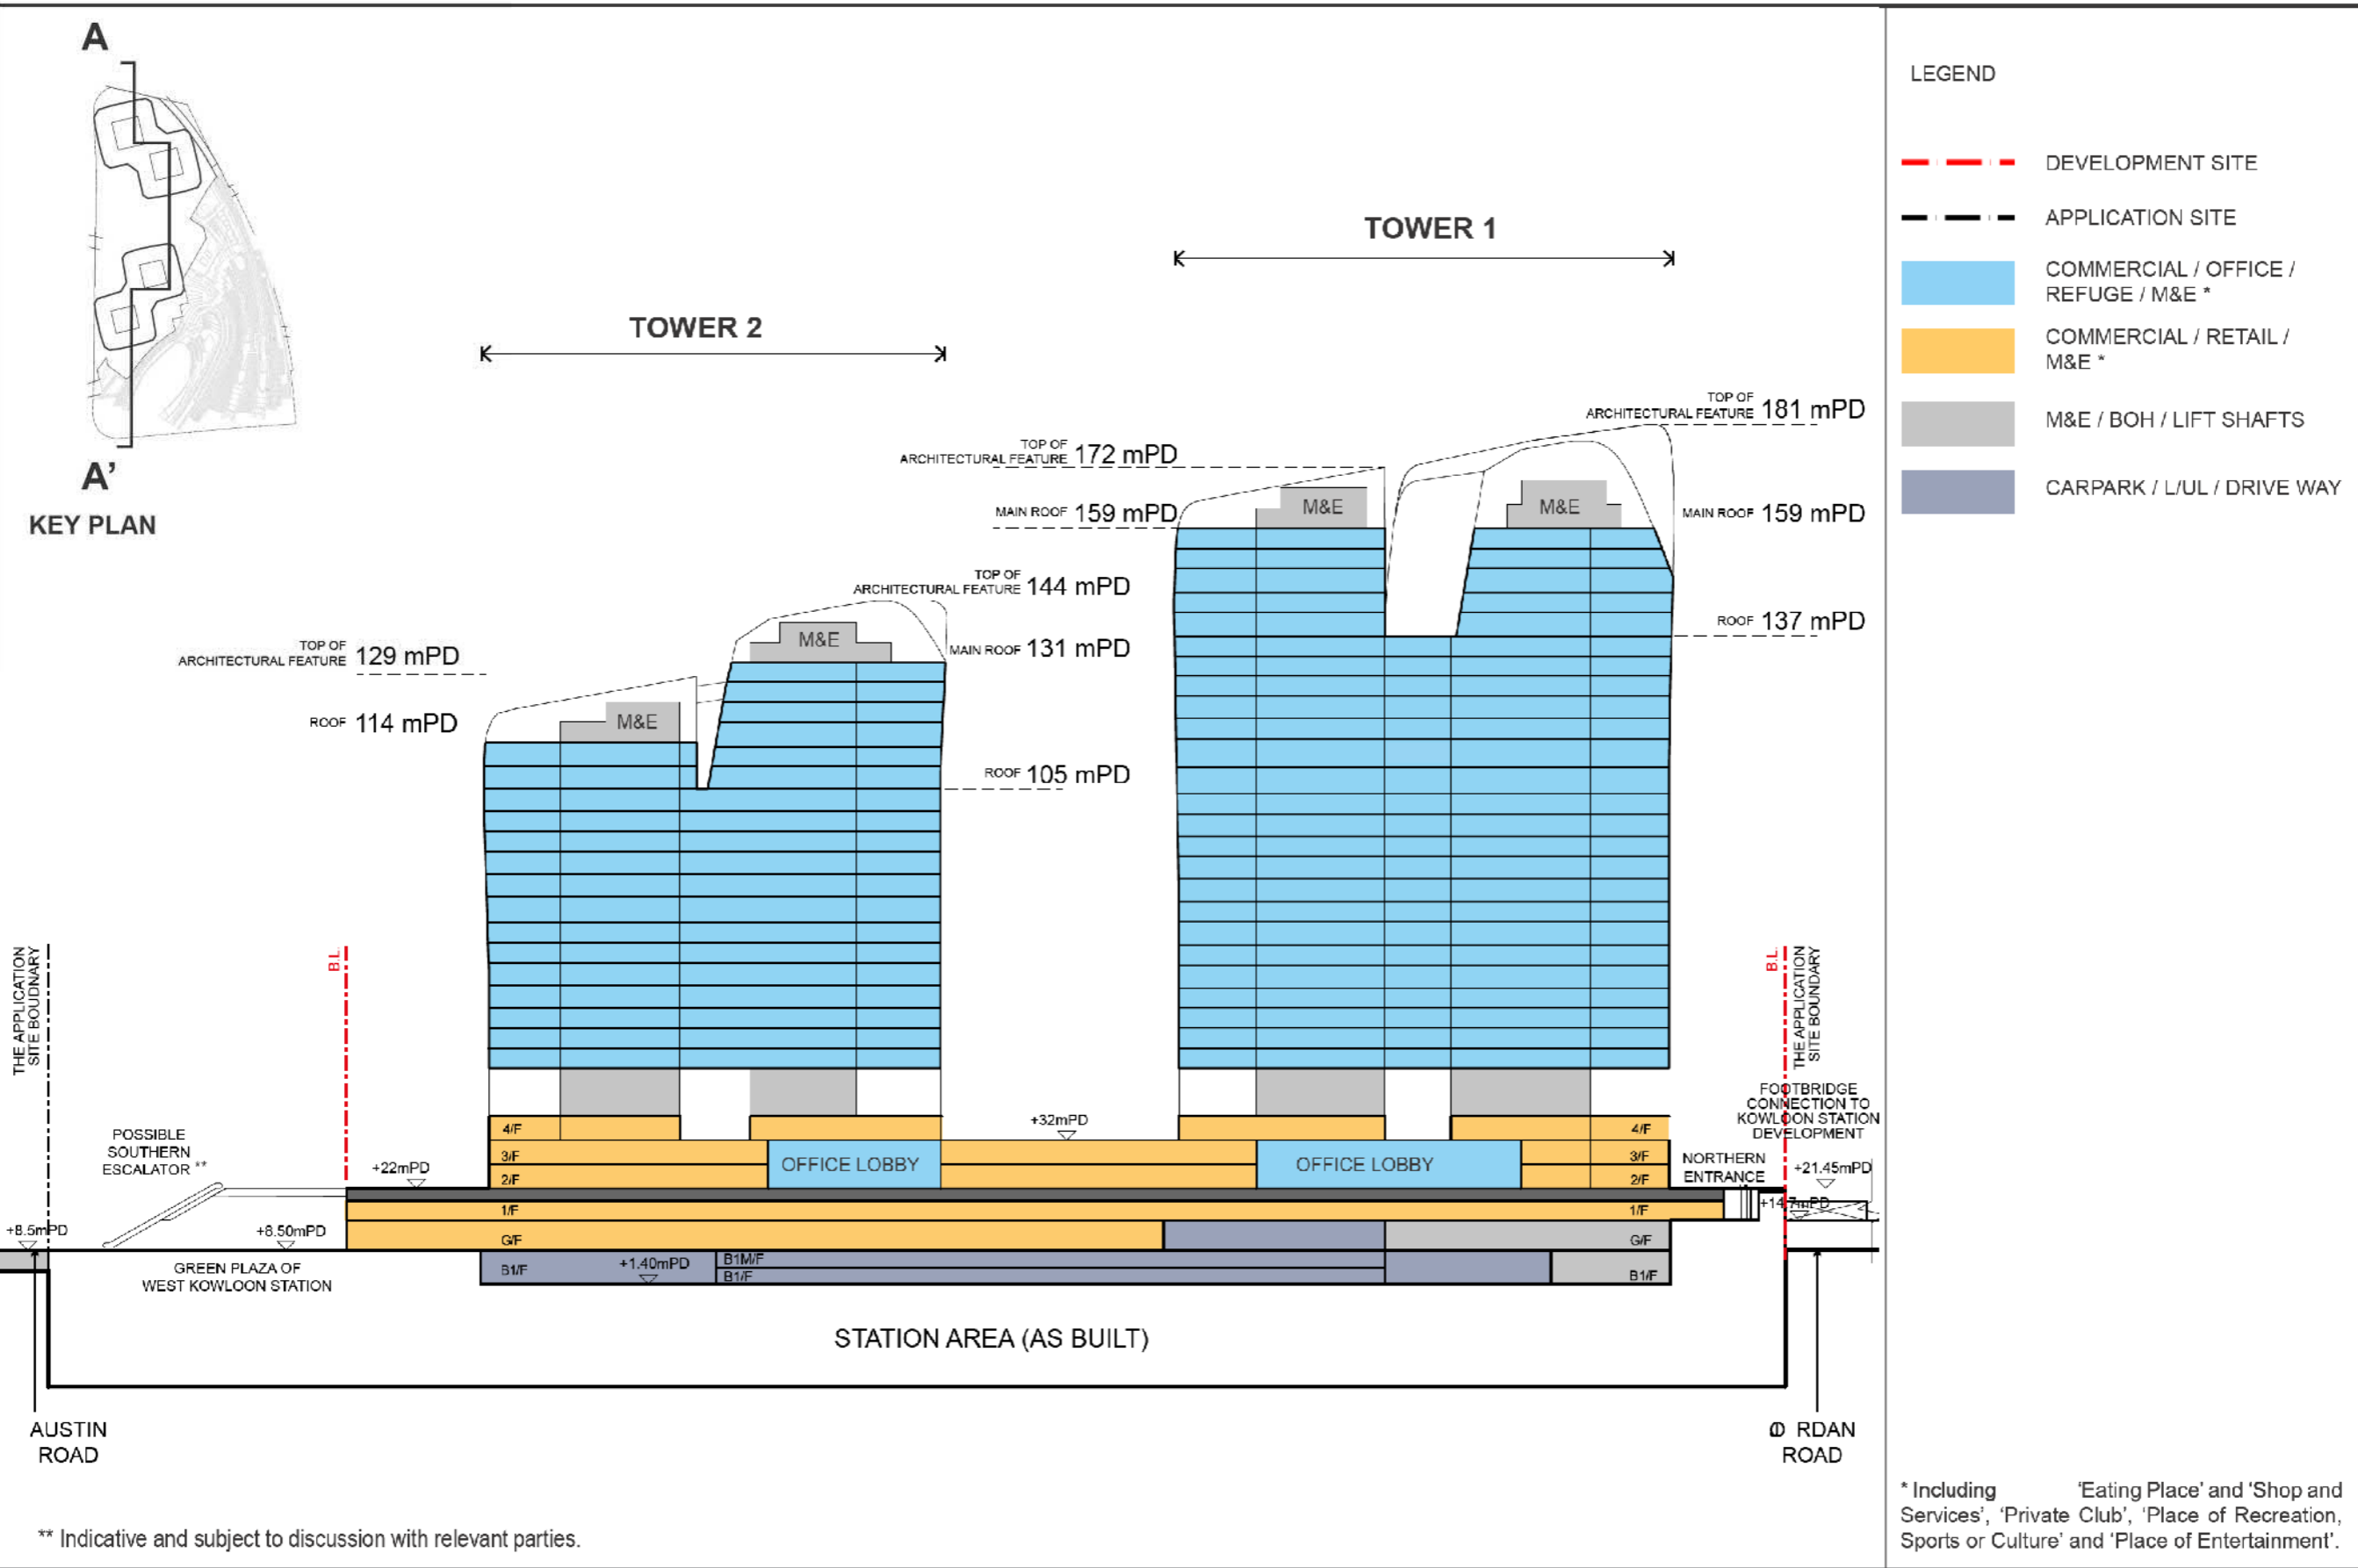 A
A'
KEY PLAN
TOWER 2
TOWER 1
TOP OF
ARCHITECTURAL FEATURE 181 mPD
TOP OF
ARCHITECTURAL FEATURE 172 mPD
MAIN ROOF 159 mPD
M&E
M&E
MAIN ROOF 159 mPD
TOP OF
ARCHITECTURAL FEATURE 144 mPD
ROOF 137 mPD
TOP OF
ARCHITECTURAL FEATURE 129 mPD
M&E
MAIN ROOF 131 mPD
ROOF 114 mPD
M&E
ROOF 105 mPD
THE APPLICATION
SITE BOUDNARY
B.L.
B.L.
THE APPLICATION
SITE BOUNDARY
FOOTBRIDGE
CONNECTION TO
KOWLOON STATION
DEVELOPMENT
POSSIBLE
SOUTHERN
ESCALATOR **
+22mPD
+32mPD
4/F
4/F
3/F
OFFICE LOBBY
OFFICE LOBBY
3/F
2/F
2/F
NORTHERN
ENTRANCE
+21.45mPD
+14.7mPD
1/F
1/F
+8.5mPD
+8.50mPD
G/F
G/F
GREEN PLAZA OF
WEST KOWLOON STATION
B1/F
+1.40mPD
B1M/F
B1/F
B1/F
STATION AREA (AS BUILT)
AUSTIN
ROAD
RDAN
ROAD
** Indicative and subject to discussion with relevant parties.
LEGEND
DEVELOPMENT SITE
APPLICATION SITE
COMMERCIAL / OFFICE /
REFUGE / M&E *
COMMERCIAL / RETAIL /
M&E *
M&E / BOH / LIFT SHAFTS
CARPARK / L/UL / DRIVE WAY
* Including 'Eating Place' and 'Shop and
Services', 'Private Club', 'Place of Recreation,
Sports or Culture' and 'Place of Entertainment'.